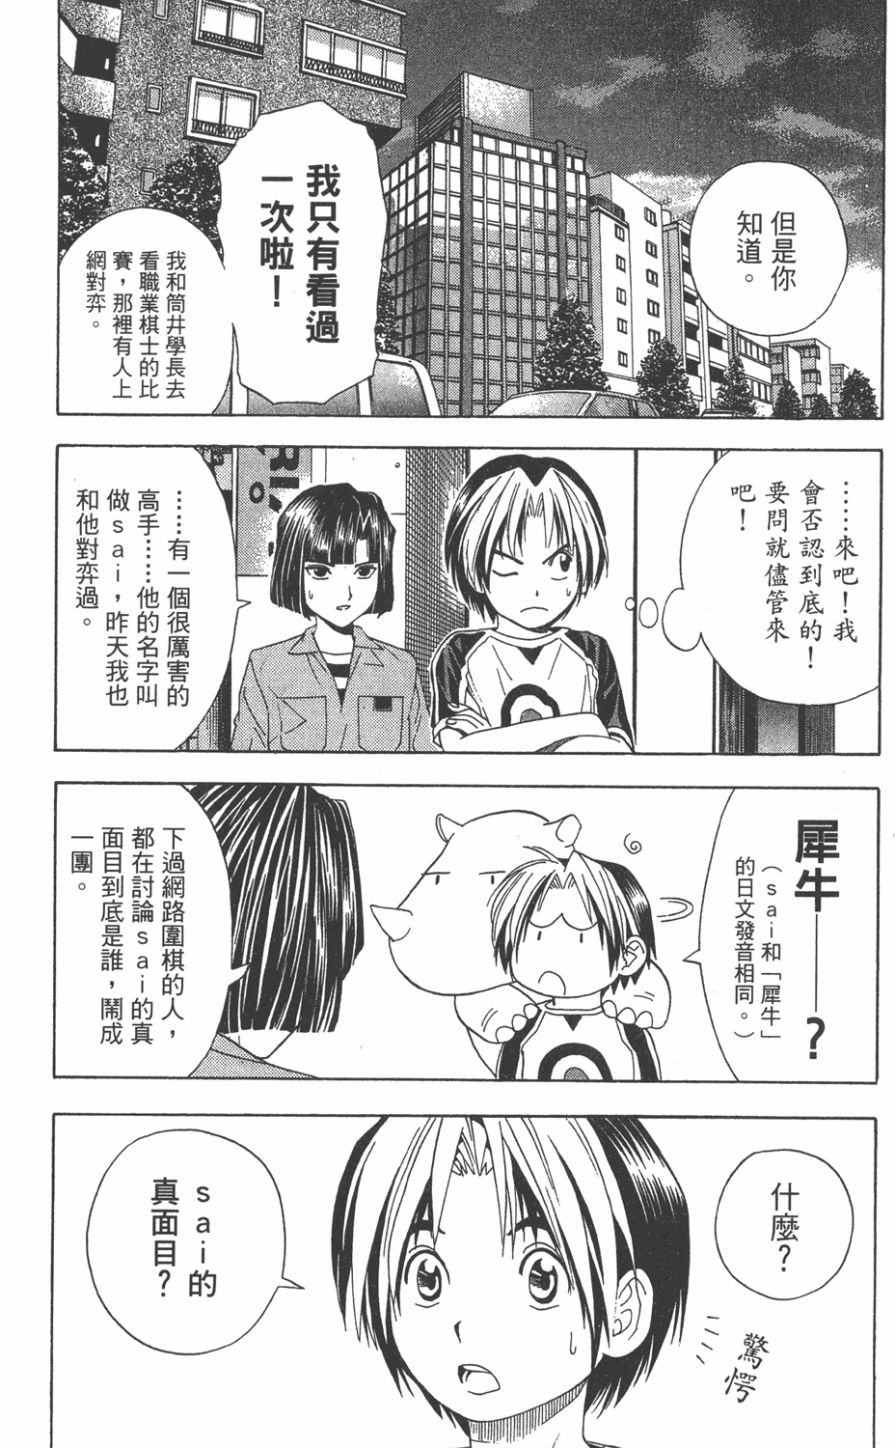 但是你
知道。
我只有看過
一次啦！
我和筒井學長去
看職業棋士的比
賽，那裡有人上
網對弈。
……來吧！我
會否認到底的！
要問就儘管來
吧！
……有一個很厲害的
高手……他的名字叫
做sai，昨天我也
和他對弈過。
犀牛——？
（sai和「犀牛」
的日文發音相同。）
下過網路圍棋的人，
都在討論sai的真
面目到底是誰，鬧成
一團。
什麼？
驚愕
sai的
真面目？